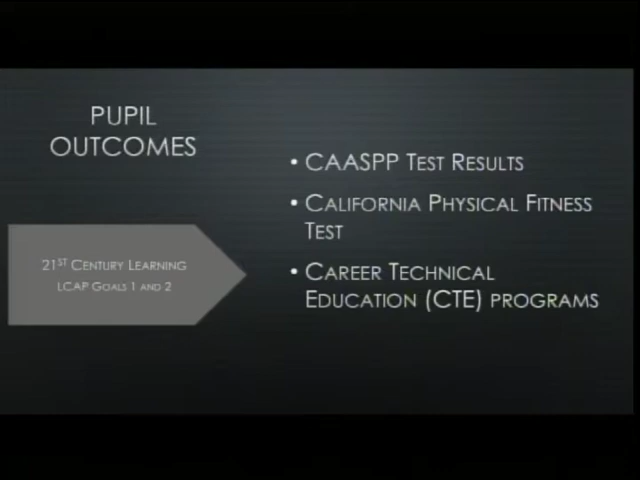 PUPIL
OUTCOMES
21ST CENTURY LEARNING
LCAP GOALS 1 AND 2
• CAASPP TEST RESULTS
• CALIFORNIA PHYSICAL FITNESS
TEST
• CAREER TECHNICAL
EDUCATION (CTE) PROGRAMS